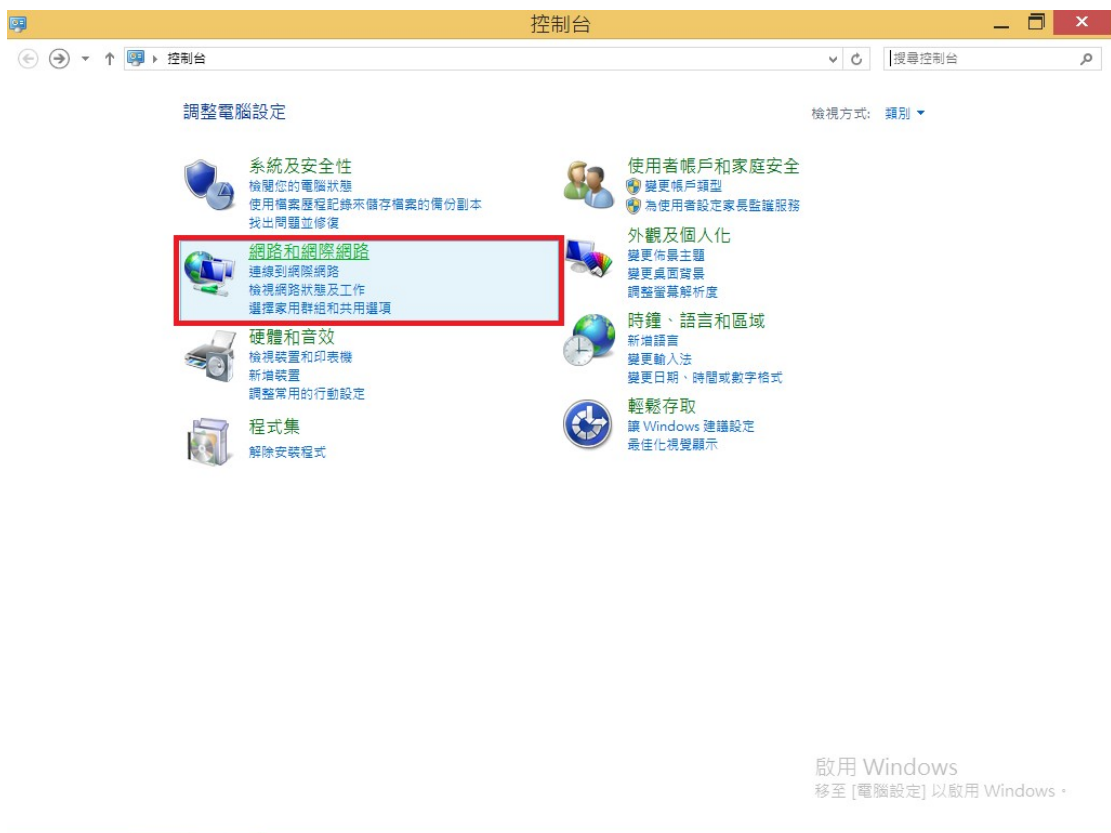 控制台
控制台
搜尋控制台
調整電腦設定
檢視方式: 類別
系統及安全性
檢閱您的電腦狀態
使用檔案歷程記錄來儲存檔案的備份副本
找出問題並修復
網路和網際網路
連線到網際網路
檢視網路狀態及工作
選擇家用群組和共用選項
硬體和音效
檢視裝置和印表機
新增裝置
調整常用的行動設定
程式集
解除安裝程式
使用者帳戶和家庭安全
變更帳戶類型
為使用者設定家長監護服務
外觀及個人化
變更佈景主題
變更桌面背景
調整螢幕解析度
時鐘、語言和區域
新增語言
變更輸入法
變更日期、時間或數字格式
輕鬆存取
讓 Windows 建議設定
最佳化視覺顯示
啟用 Windows
移至 [電腦設定] 以啟用 Windows。